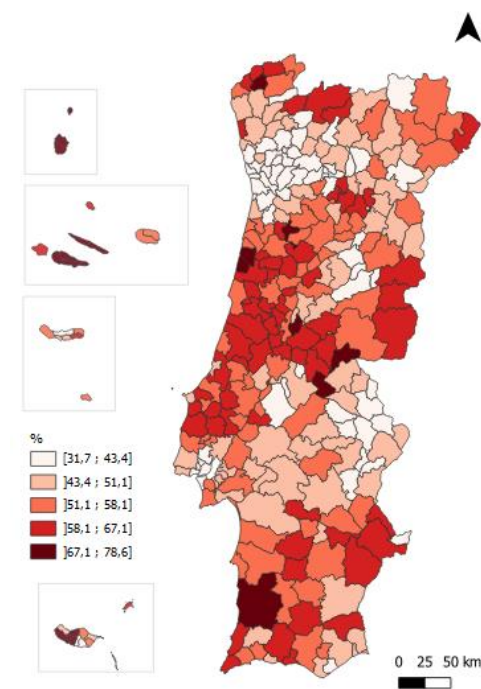 %
[31,7 ; 43,4]
]43,4 ; 51,1]
]51,1 ; 58,1]
]58,1 ; 67,1]
]67,1 ; 78,6]
0 25 50 km